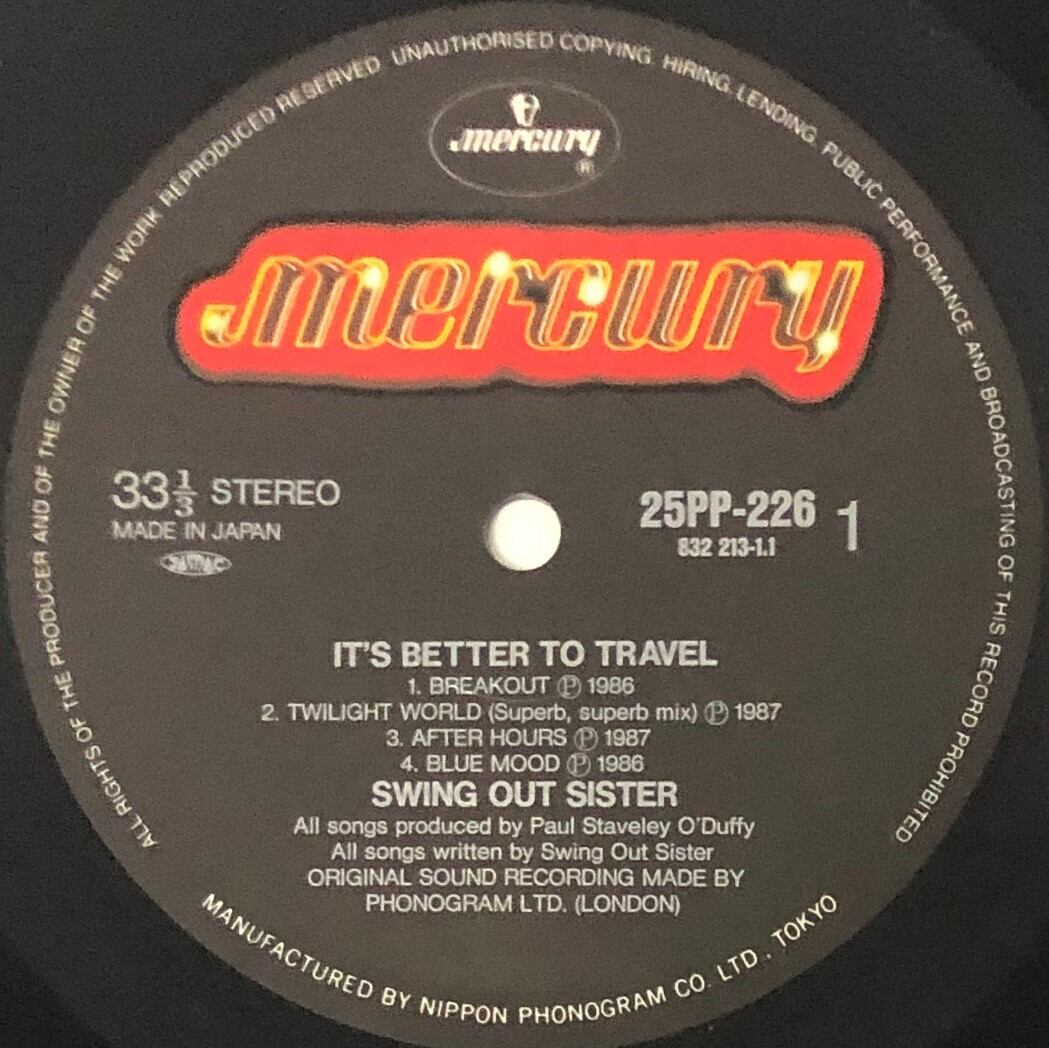 ALL RIGHTS OF THE PRODUCER AND OF THE OWNER OF THE WORK REPRODUCED RESERVED UNAUTHORISED COPYING. HIRING. LENDING. PUBLIC PERFORMANCE AND BROADCASTING OF THIS RECORD PROHIBITED
mercury
®
mercury
33 1/3 STEREO
MADE IN JAPAN
JASRAC
25PP-226 1
832 213-1.1
IT'S BETTER TO TRAVEL
1. BREAKOUT Ⓟ 1986
2. TWILIGHT WORLD (Superb, superb mix) Ⓟ 1987
3. AFTER HOURS Ⓟ 1987
4. BLUE MOOD Ⓟ 1986
SWING OUT SISTER
All songs produced by Paul Staveley O'Duffy
All songs written by Swing Out Sister
ORIGINAL SOUND RECORDING MADE BY
PHONOGRAM LTD. (LONDON)
MANUFACTURED BY NIPPON PHONOGRAM CO. LTD., TOKYO